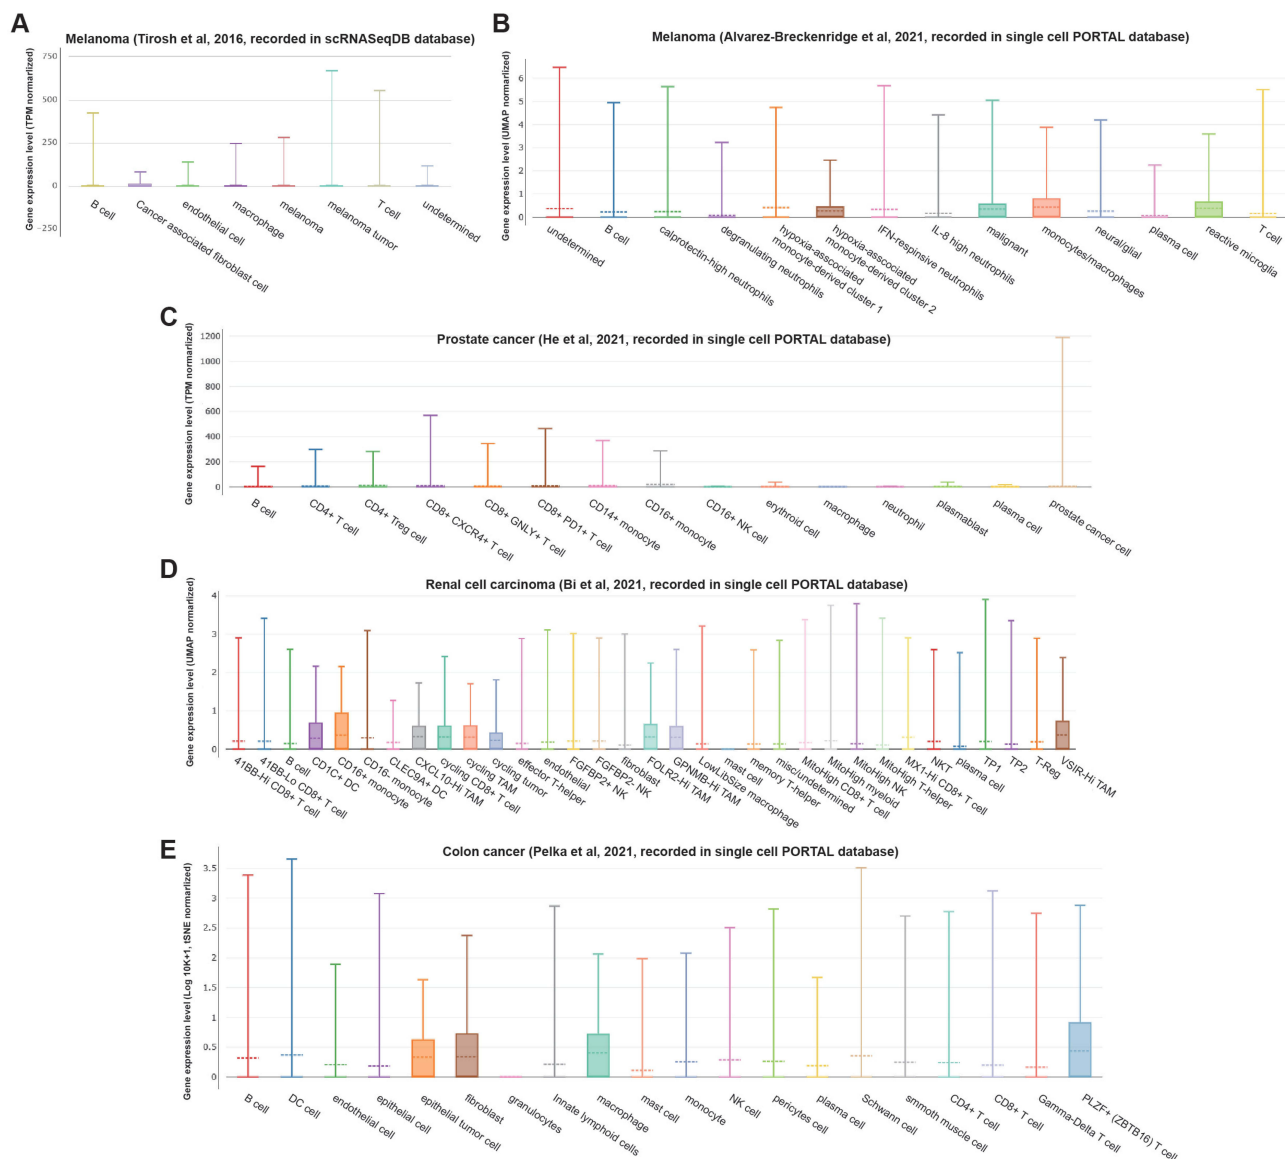 A
Melanoma (Tirosh et al, 2016, recorded in scRNASeqDB database)
Gene expression level (TPM normarlized)
750
500
250
0
−250
B cell
Cancer associated fibroblast cell
endothelial cell
macrophage
melanoma
melanoma tumor
T cell
undetermined
B
Melanoma (Alvarez-Breckenridge et al, 2021, recorded in single cell PORTAL database)
Gene expression level (UMAP normarlized)
6
5
4
3
2
1
0
undetermined
B cell
calprotectin-high neutrophils
degranulating neutrophils
hypoxia-asscociated
monocyte-derived cluster 1
hypoxia-asscociated
monocyte-derived cluster 2
IFN-respinsive neutrophils
IL-8 high neutrophils
malignant
monocytes/macrophages
neural/glial
plasma cell
reactive microglia
T cell
C
Prostate cancer (He et al, 2021, recorded in single cell PORTAL database)
Gene expression level (TPM normarlized)
1200
1000
800
600
400
200
0
B cell
CD4+ T cell
CD4+ Treg cell
CD8+ CXCR4+ T cell
CD8+ GNLY+ T cell
CD8+ PD1+ T cell
CD14+ monocyte
CD16+ monocyte
CD16+ NK cell
erythroid cell
macrophage
neutrophil
plasmablast
plasma cell
prostate cancer cell
D
Renal cell carcinoma (Bi et al, 2021, recorded in single cell PORTAL database)
Gene expression level (UMAP normarlized)
4
3
2
1
0
41BB-Hi CD8+ T cell
41BB-Lo CD8+ T cell
B cell
CD1C+ DC
CD16+ monocyte
CD16- monocyte
CLEC9A+ DC
CXCL10-Hi TAM
cycling CD8+ T cell
cycling TAM
cycling tumor
effector T-helper
endothelial
FGFBP2+ NK
FGFBP2- NK
fibroblast
FOLR2-Hi TAM
GPNMB-Hi TAM
LowLibSize macrophage
mast cell
memory T-helper
misc/undetermined
MitoHigh CD8+ T cell
MitoHigh myeloid
MitoHigh NK
MitoHigh T-helper
MX1-Hi CD8+ T cell
NKT
plasma cell
TP1
TP2
T-Reg
VSIR-Hi TAM
E
Colon cancer (Pelka et al, 2021, recorded in single cell PORTAL database)
Gene expression level (Log 10K+1, tSNE normarlized)
3.5
3
2.5
2
1.5
1
0.5
0
B cell
DC cell
endothelial cell
epithelial cell
epithelial tumor cell
fibroblast
granulocytes
Innate lymphoid cells
macrophage
mast cell
monocyte
NK cell
pericytes cell
plasma cell
Schwann cell
smmoth muscle cell
CD4+ T cell
CD8+ T cell
Gamma-Delta T cell
PLZF+ (ZBTB16) T cell